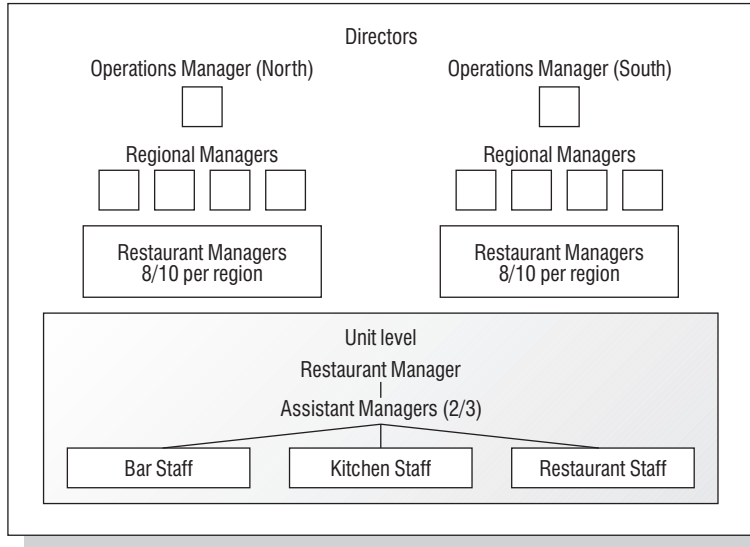 Directors
Operations Manager (North)
Operations Manager (South)
Regional Managers
Regional Managers
Restaurant Managers
8/10 per region
Restaurant Managers
8/10 per region
Unit level
Restaurant Manager
Assistant Managers (2/3)
Bar Staff
Kitchen Staff
Restaurant Staff